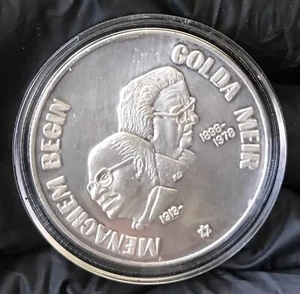 MENACHEM BEGIN
GOLDA MEIR
1898-
1978
1913-